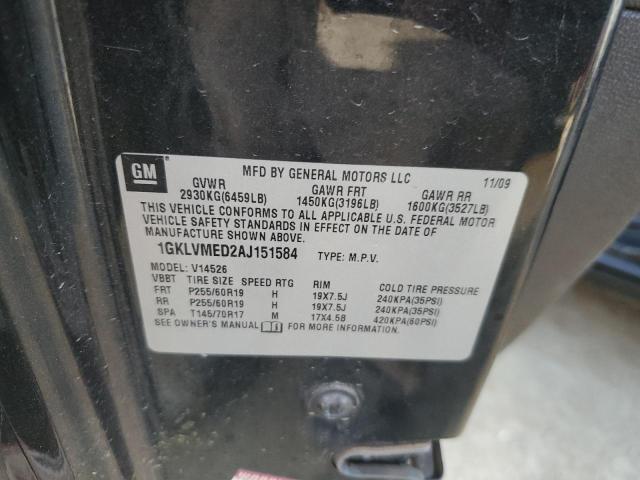 GM
MFD BY GENERAL MOTORS LLC 11/09
GVWR GAWR FRT GAWR RR
2930KG(6459LB) 1450KG(3196LB) 1600KG(3527LB)
THIS VEHICLE CONFORMS TO ALL APPLICABLE U.S. FEDERAL MOTOR
VEHICLE SAFETY STANDARDS IN EFFECT ON THE DATE OF
MANUFACTURE SHOWN ABOVE.
1GKLVMED2AJ151584 TYPE: M.P.V.
MODEL: V14526
VBBT TIRE SIZE SPEED RTG RIM COLD TIRE PRESSURE
FRT P255/60R19 H 19X7.5J 240KPA(35PSI)
RR P255/60R19 H 19X7.5J 240KPA(35PSI)
SPA T145/70R17 M 17X4.5B 420KPA(60PSI)
SEE OWNER'S MANUAL FOR MORE INFORMATION.